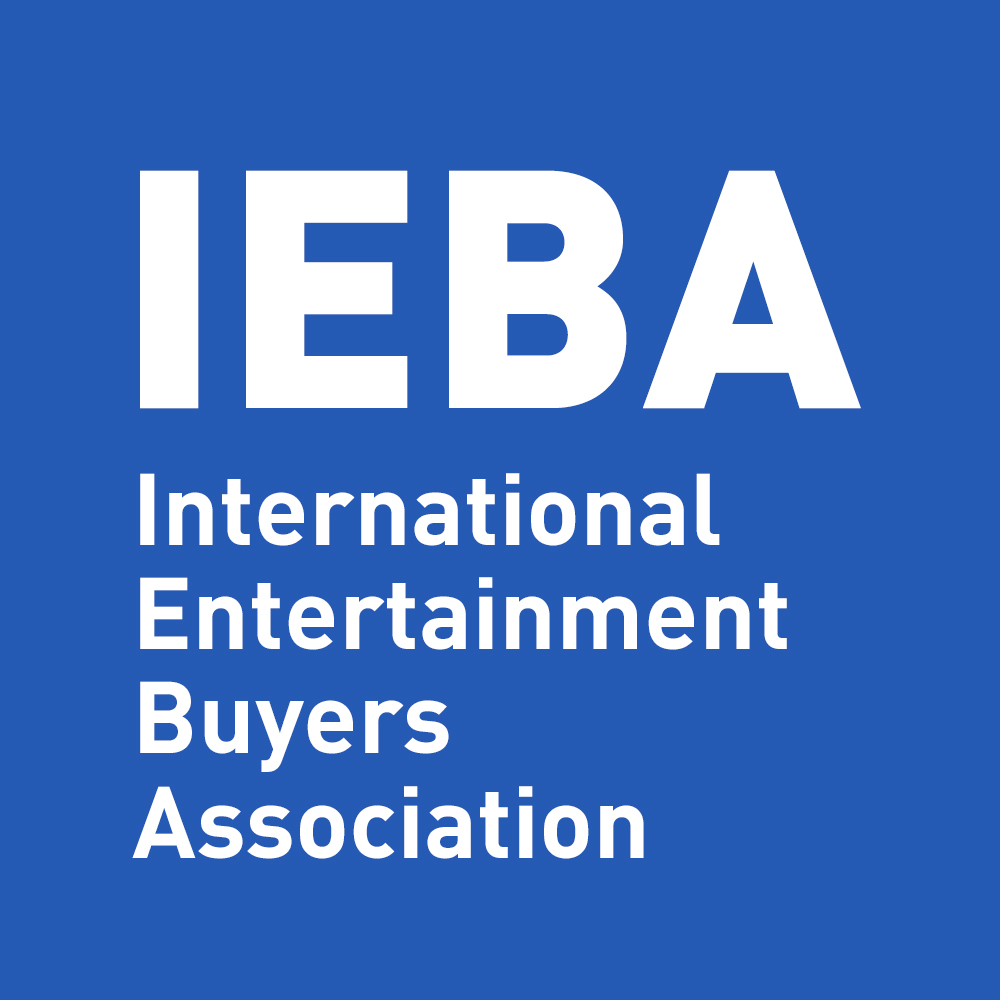 IEBA
International
Entertainment
Buyers
Association